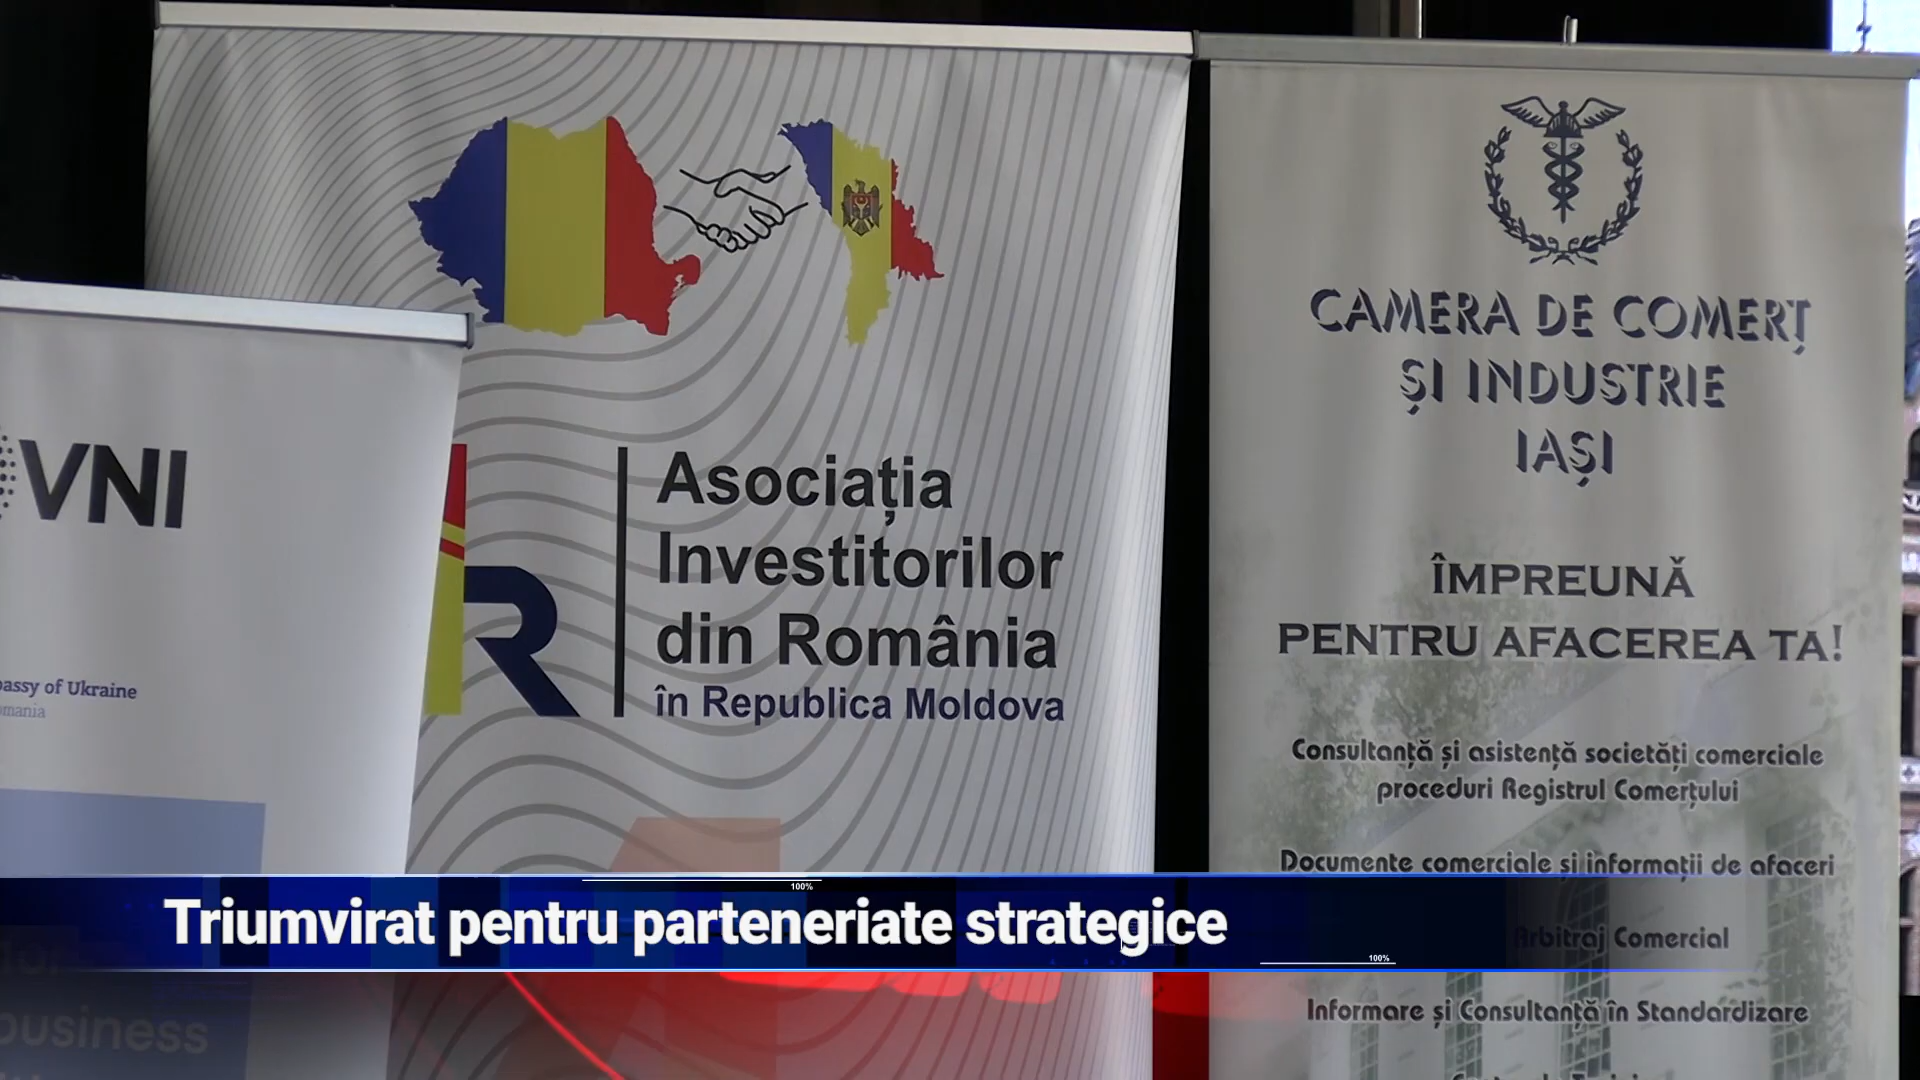 VNI
of Ukraine
business
R
Asociația
Investitorilor
din România
în Republica Moldova
CAMERA DE COMERȚ
ȘI INDUSTRIE
IAȘI
ÎMPREUNĂ
PENTRU AFACEREA TA!
Consultanță și asistență societăți comerciale
proceduri Registrul Comerțului
Documente comerciale și informații de afaceri
Arbitraj Comercial
Informare și Consultanță în Standardizare
100%
Triumvirat pentru parteneriate strategice
100%